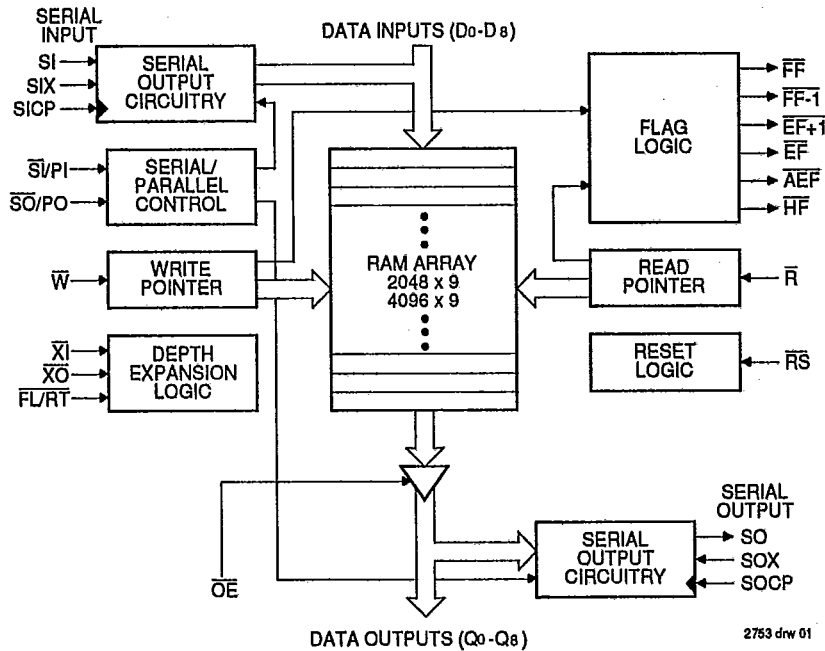 SERIAL
INPUT
SI
SIX
SICP
SERIAL
OUTPUT
CIRCUITRY
DATA INPUTS (D0-D8)
FLAG
LOGIC
FF
FF-1
EF+1
EF
AEF
HF
SI/PI
SO/PO
SERIAL/
PARALLEL
CONTROL
W
WRITE
POINTER
RAM ARRAY
2048 x 9
4096 x 9
READ
POINTER
R
XI
XO
FL/RT
DEPTH
EXPANSION
LOGIC
RESET
LOGIC
RS
OE
SERIAL
OUTPUT
SERIAL
OUTPUT
CIRCUITRY
SO
SOX
SOCP
DATA OUTPUTS (Q0-Q8)
2753 drw 01